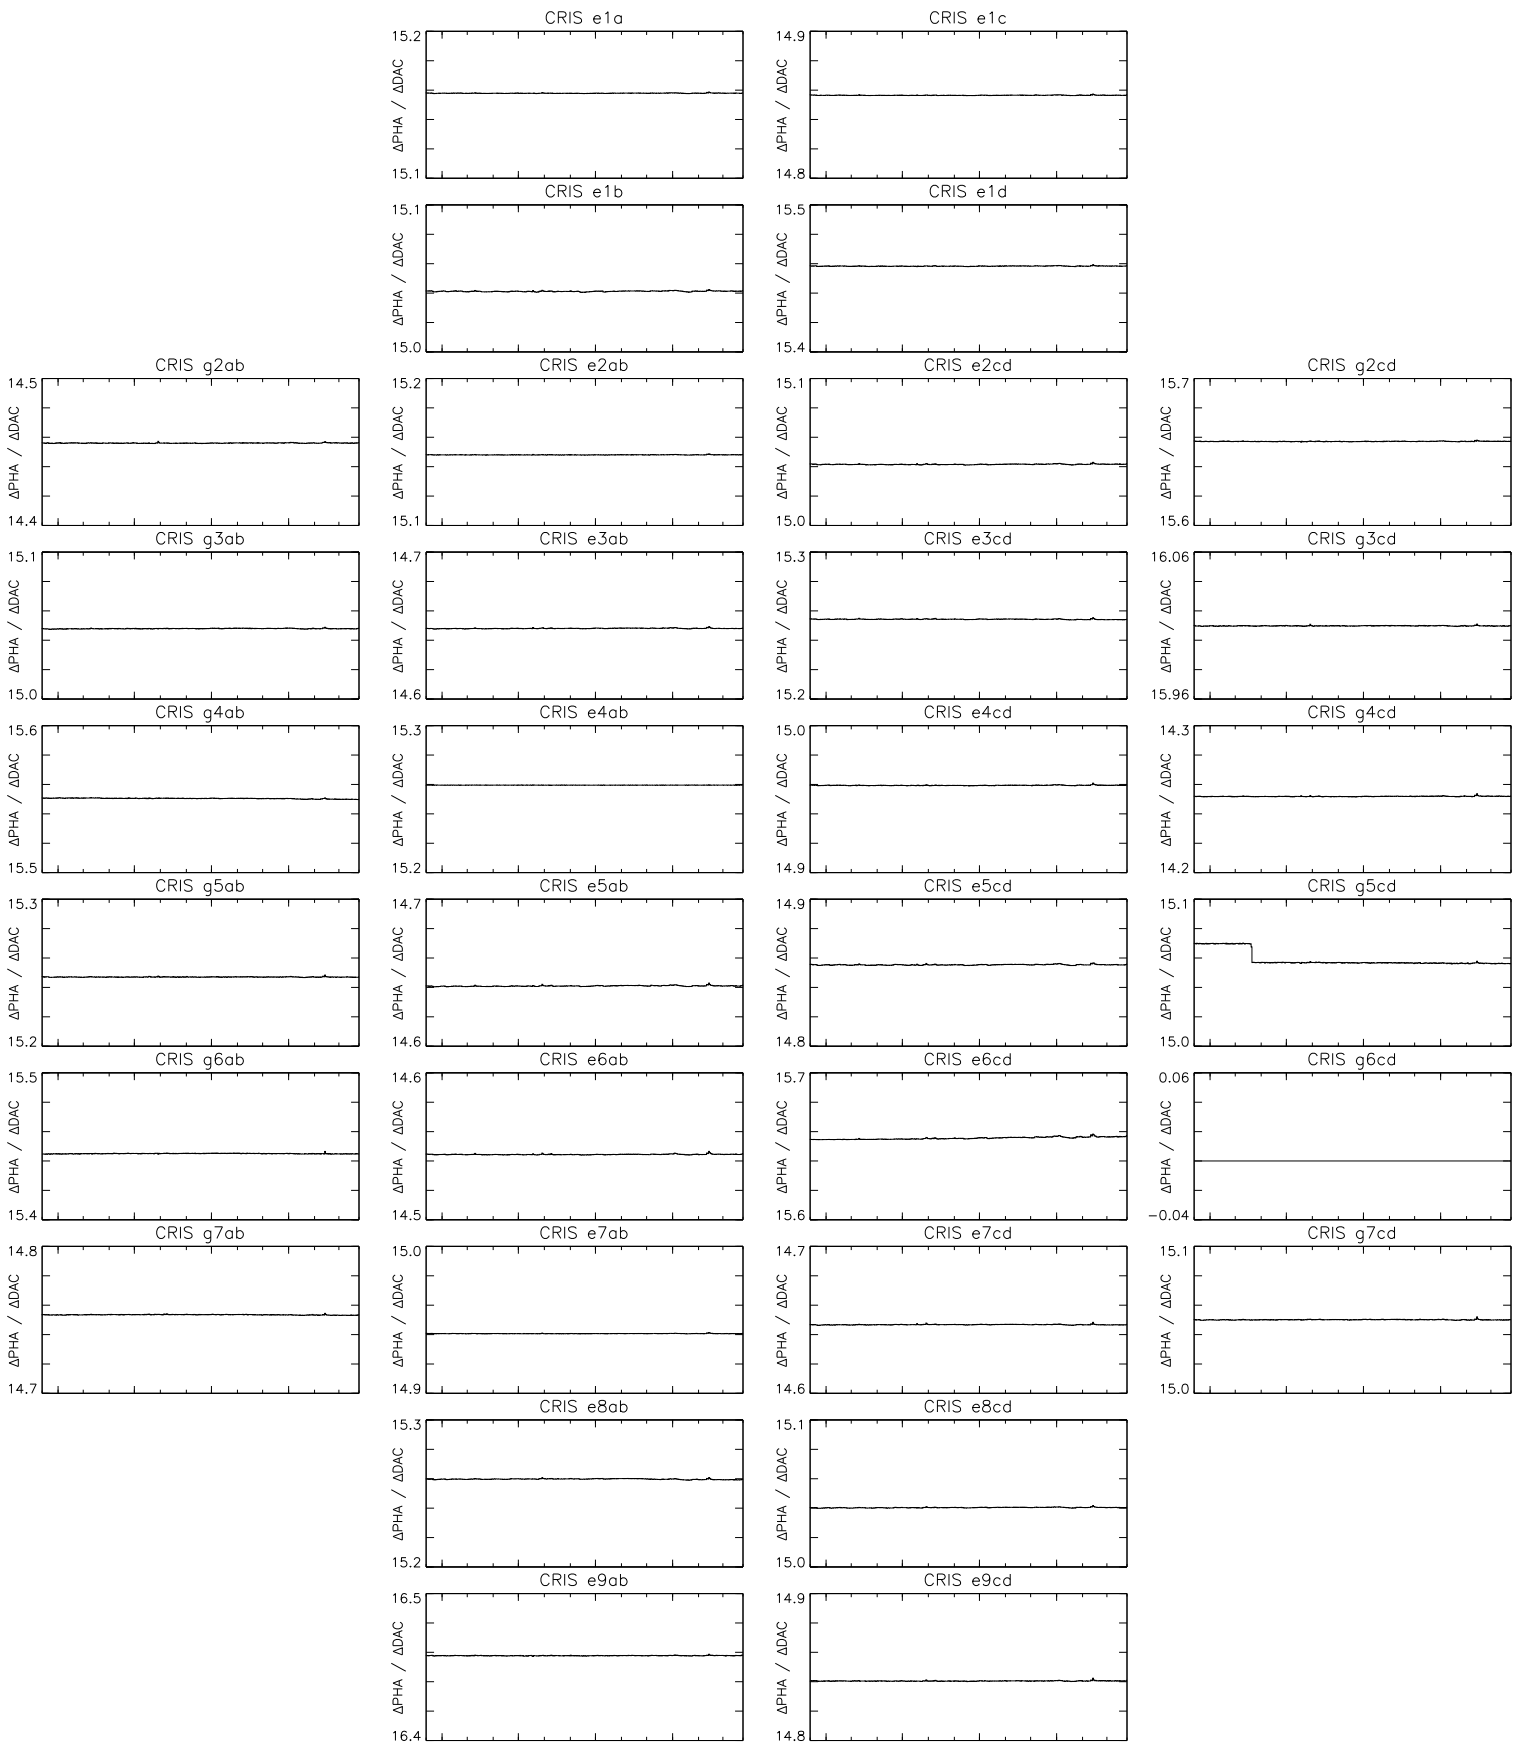 CRIS e1a
15.2
ΔPHA / ΔDAC
15.1
CRIS e1c
14.9
ΔPHA / ΔDAC
14.8
CRIS e1b
15.1
ΔPHA / ΔDAC
15.0
CRIS e1d
15.5
ΔPHA / ΔDAC
15.4
CRIS g2ab
14.5
ΔPHA / ΔDAC
14.4
CRIS e2ab
15.2
ΔPHA / ΔDAC
15.1
CRIS e2cd
15.1
ΔPHA / ΔDAC
15.0
CRIS g2cd
15.7
ΔPHA / ΔDAC
15.6
CRIS g3ab
15.1
ΔPHA / ΔDAC
15.0
CRIS e3ab
14.7
ΔPHA / ΔDAC
14.6
CRIS e3cd
15.3
ΔPHA / ΔDAC
15.2
CRIS g3cd
16.06
ΔPHA / ΔDAC
15.96
CRIS g4ab
15.6
ΔPHA / ΔDAC
15.5
CRIS e4ab
15.3
ΔPHA / ΔDAC
15.2
CRIS e4cd
15.0
ΔPHA / ΔDAC
14.9
CRIS g4cd
14.3
ΔPHA / ΔDAC
14.2
CRIS g5ab
15.3
ΔPHA / ΔDAC
15.2
CRIS e5ab
14.7
ΔPHA / ΔDAC
14.6
CRIS e5cd
14.9
ΔPHA / ΔDAC
14.8
CRIS g5cd
15.1
ΔPHA / ΔDAC
15.0
CRIS g6ab
15.5
ΔPHA / ΔDAC
15.4
CRIS e6ab
14.6
ΔPHA / ΔDAC
14.5
CRIS e6cd
15.7
ΔPHA / ΔDAC
15.6
CRIS g6cd
0.06
ΔPHA / ΔDAC
−0.04
CRIS g7ab
14.8
ΔPHA / ΔDAC
14.7
CRIS e7ab
15.0
ΔPHA / ΔDAC
14.9
CRIS e7cd
14.7
ΔPHA / ΔDAC
14.6
CRIS g7cd
15.1
ΔPHA / ΔDAC
15.0
CRIS e8ab
15.3
ΔPHA / ΔDAC
15.2
CRIS e8cd
15.1
ΔPHA / ΔDAC
15.0
CRIS e9ab
16.5
ΔPHA / ΔDAC
16.4
CRIS e9cd
14.9
ΔPHA / ΔDAC
14.8